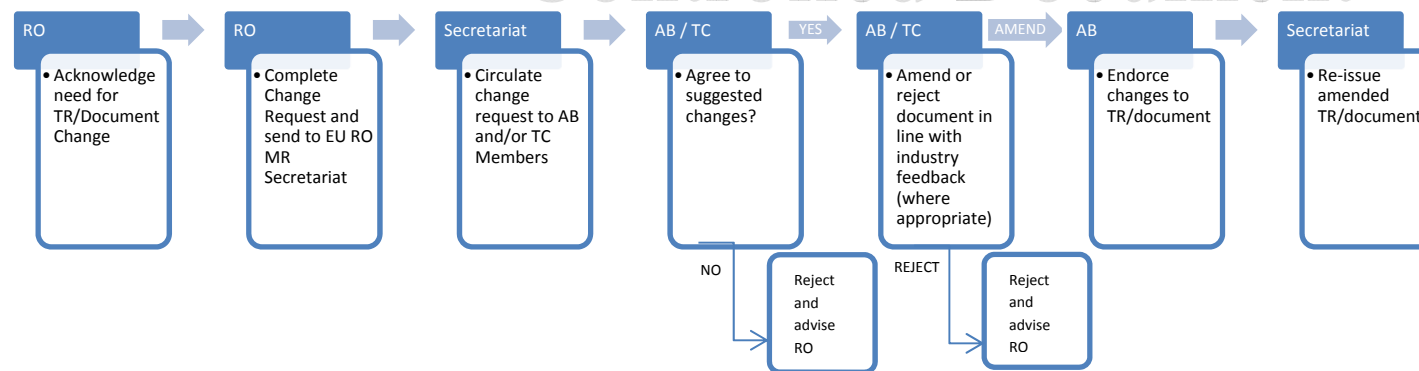 RO
• Acknowledge
need for
TR/Document
Change
RO
• Complete
Change
Request and
send to EU RO
MR
Secretariat
Secretariat
• Circulate
change
request to AB
and/or TC
Members
AB / TC
• Agree to
suggested
changes?
YES
AB / TC
• Amend or
reject
document in
line with
industry
feedback
(where
appropriate)
AMEND
AB
• Endorce
changes to
TR/document
Secretariat
• Re-issue
amended
TR/document
NO
Reject
and
advise
RO
REJECT
Reject
and
advise
RO